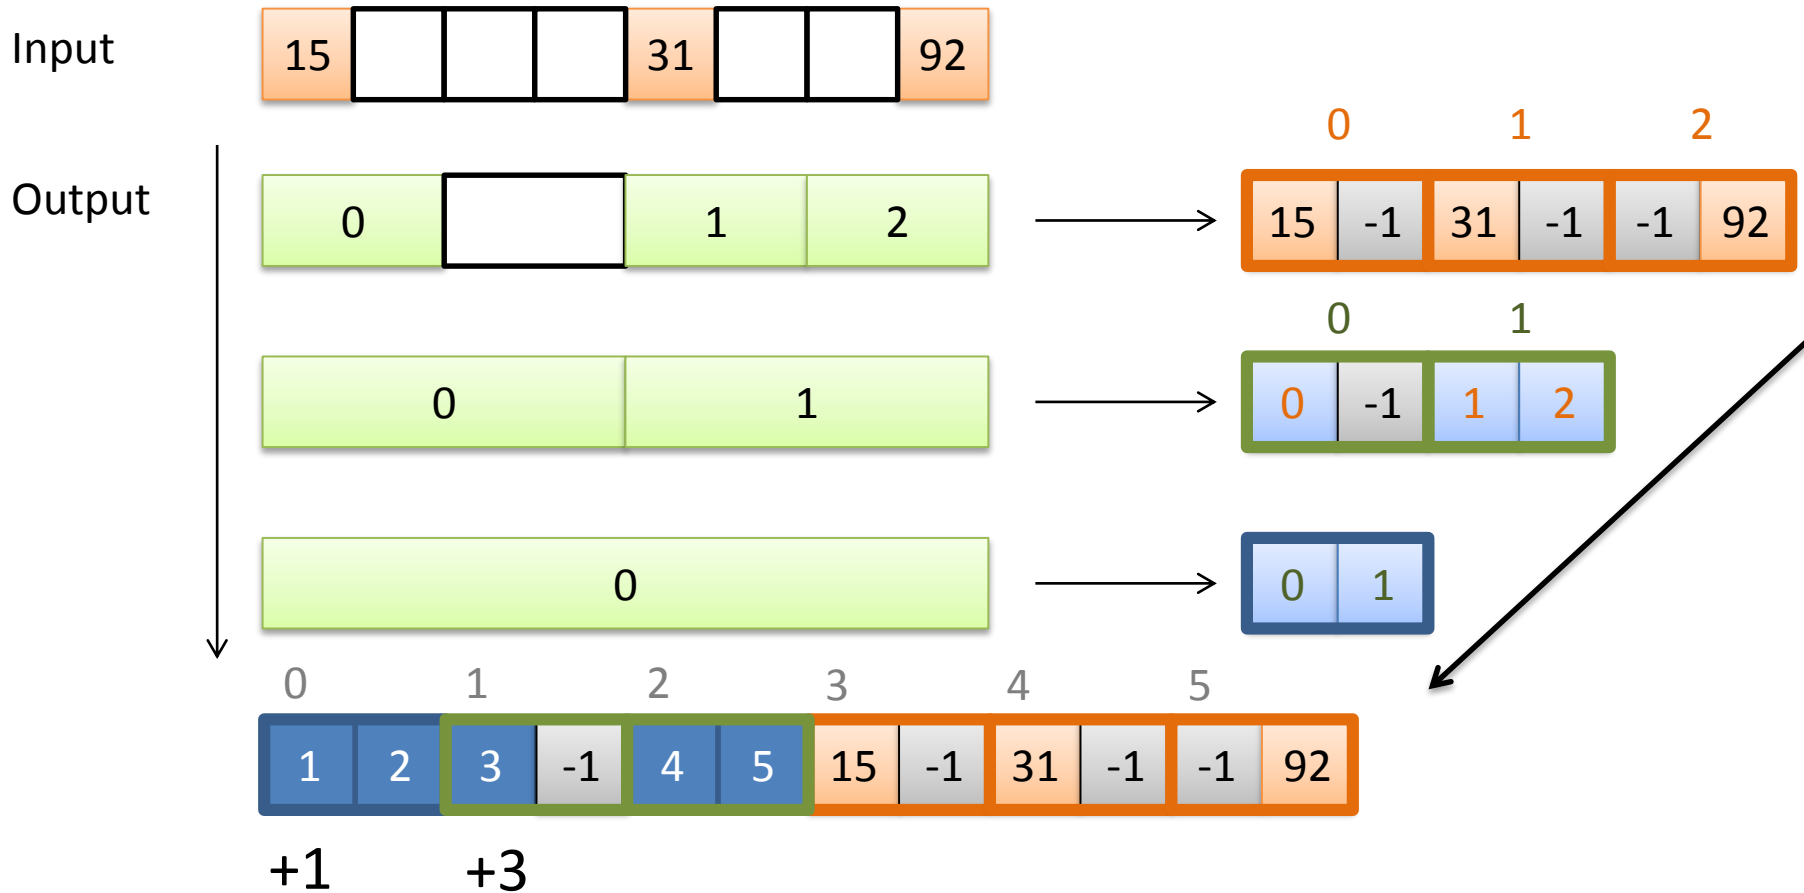 Input 15 31 92
0 1 2
Output 0 1 2 15 -1 31 -1 -1 92
0 1
0 1 0 -1 1 2
0 0 1
0 1 2 3 4 5
1 2 3 -1 4 5 15 -1 31 -1 -1 92
+1 +3